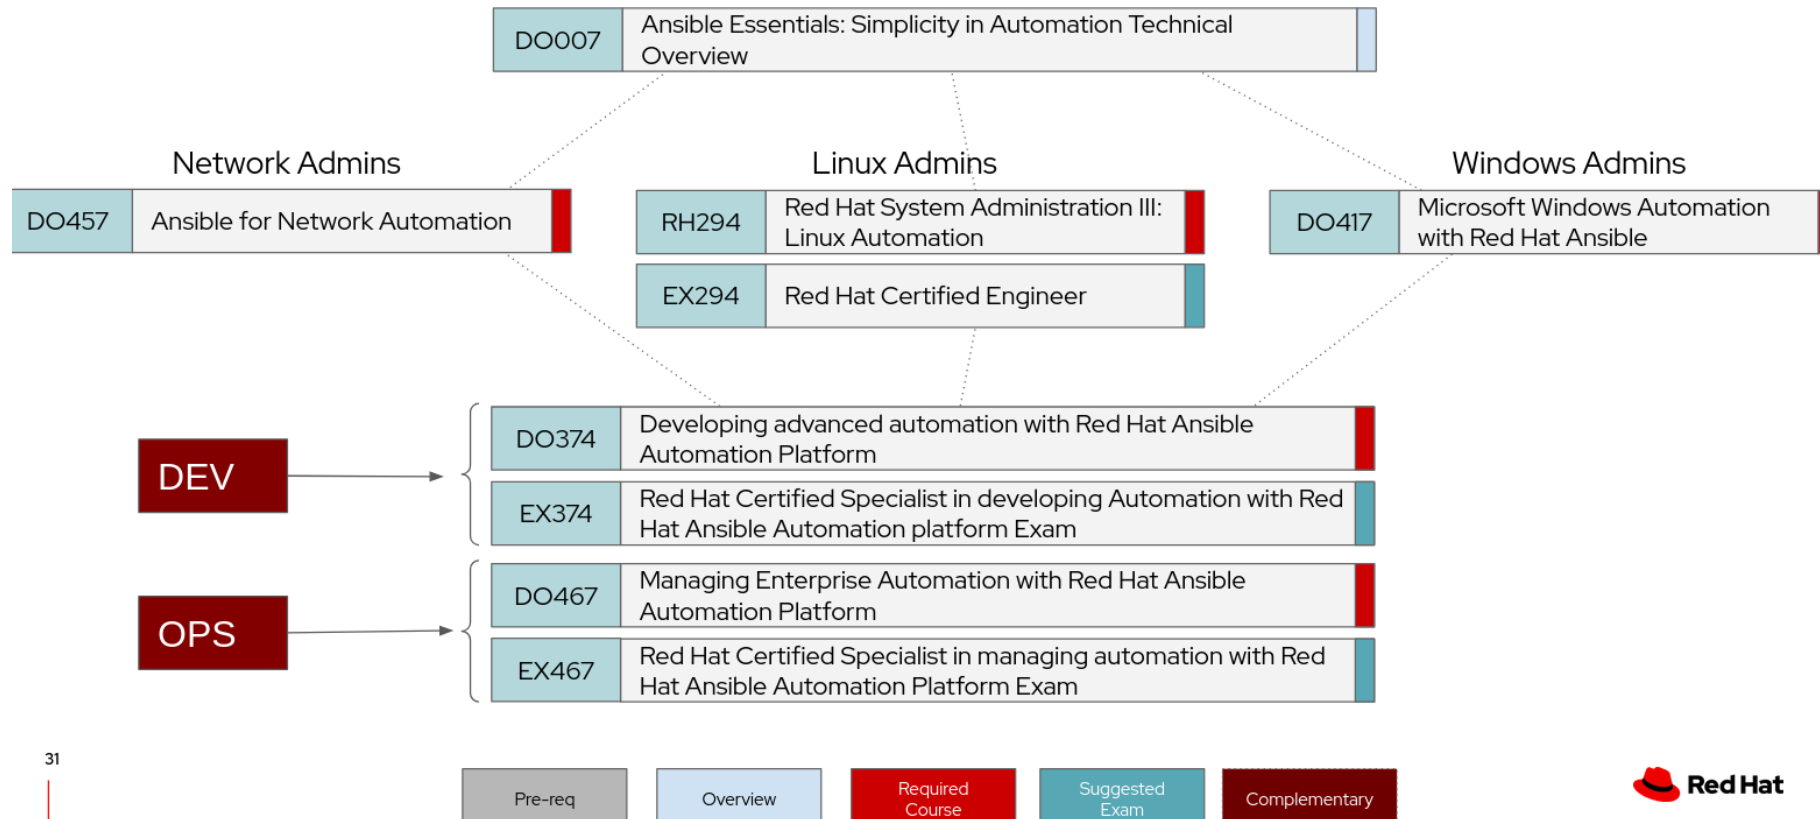 DO007
Ansible Essentials: Simplicity in Automation Technical
Overview
Network Admins
DO457
Ansible for Network Automation
Linux Admins
RH294
Red Hat System Administration III:
Linux Automation
EX294
Red Hat Certified Engineer
Windows Admins
DO417
Microsoft Windows Automation
with Red Hat Ansible
DEV
DO374
Developing advanced automation with Red Hat Ansible
Automation Platform
EX374
Red Hat Certified Specialist in developing Automation with Red
Hat Ansible Automation platform Exam
OPS
DO467
Managing Enterprise Automation with Red Hat Ansible
Automation Platform
EX467
Red Hat Certified Specialist in managing automation with Red
Hat Ansible Automation Platform Exam
31
Pre-req
Overview
Required
Course
Suggested
Exam
Complementary
Red Hat